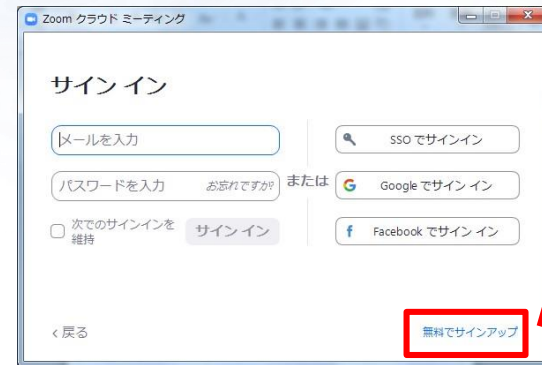 Zoom クラウド ミーティング
サイン イン
メールを入力
パスワードを入力 お忘れですか?
または
次でのサインインを
維持
サイン イン
SSO でサインイン
Google でサイン イン
Facebook でサイン イン
< 戻る
無料でサインアップ